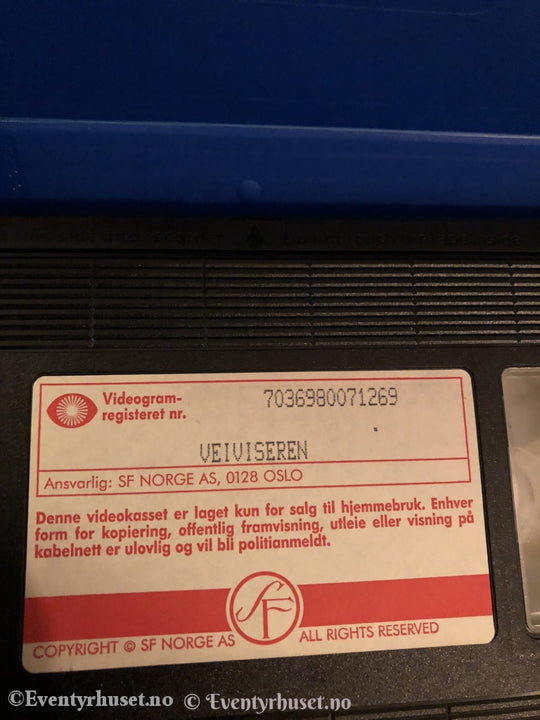 Videogram-
registeret nr.
7036980071269
VEIVISEREN
Ansvarlig: SF NORGE AS, 0128 OSLO
Denne videokasset er laget kun for salg til hjemmebruk. Enhver
form for kopiering, offentlig framvisning, utleie eller visning på
kabelnett er ulovlig og vil bli politianmeldt.
SF
COPYRIGHT © SF NORGE AS
ALL RIGHTS RESERVED
©Eventyrhuset.no © Eventyrhuset.no